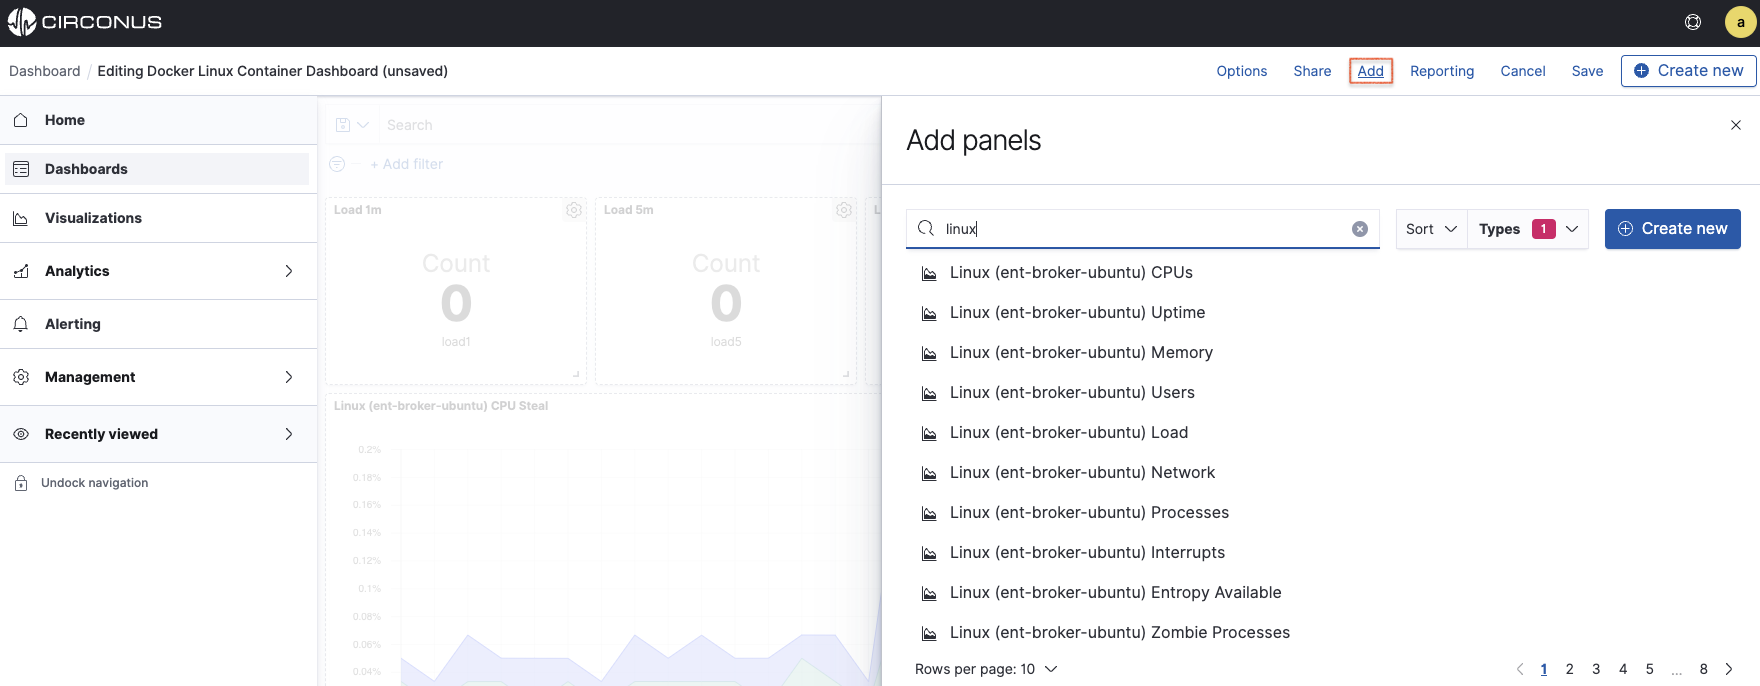 CIRCONUS
a
Dashboard / Editing Docker Linux Container Dashboard (unsaved)
Options Share Add Reporting Cancel Save Create new
Home
Dashboards
Visualizations
Analytics
Alerting
Management
Recently viewed
Undock navigation
Search
+ Add filter
Load 1m
Count
0
load1
Load 5m
Count
0
load5
L
Linux (ent-broker-ubuntu) CPU Steal
0.2%
0.18%
0.16%
0.14%
0.12%
0.1%
0.08%
0.06%
0.04%
Add panels
linux
Sort Types 1 Create new
Linux (ent-broker-ubuntu) CPUs
Linux (ent-broker-ubuntu) Uptime
Linux (ent-broker-ubuntu) Memory
Linux (ent-broker-ubuntu) Users
Linux (ent-broker-ubuntu) Load
Linux (ent-broker-ubuntu) Network
Linux (ent-broker-ubuntu) Processes
Linux (ent-broker-ubuntu) Interrupts
Linux (ent-broker-ubuntu) Entropy Available
Linux (ent-broker-ubuntu) Zombie Processes
Rows per page: 10
1 2 3 4 5 ... 8